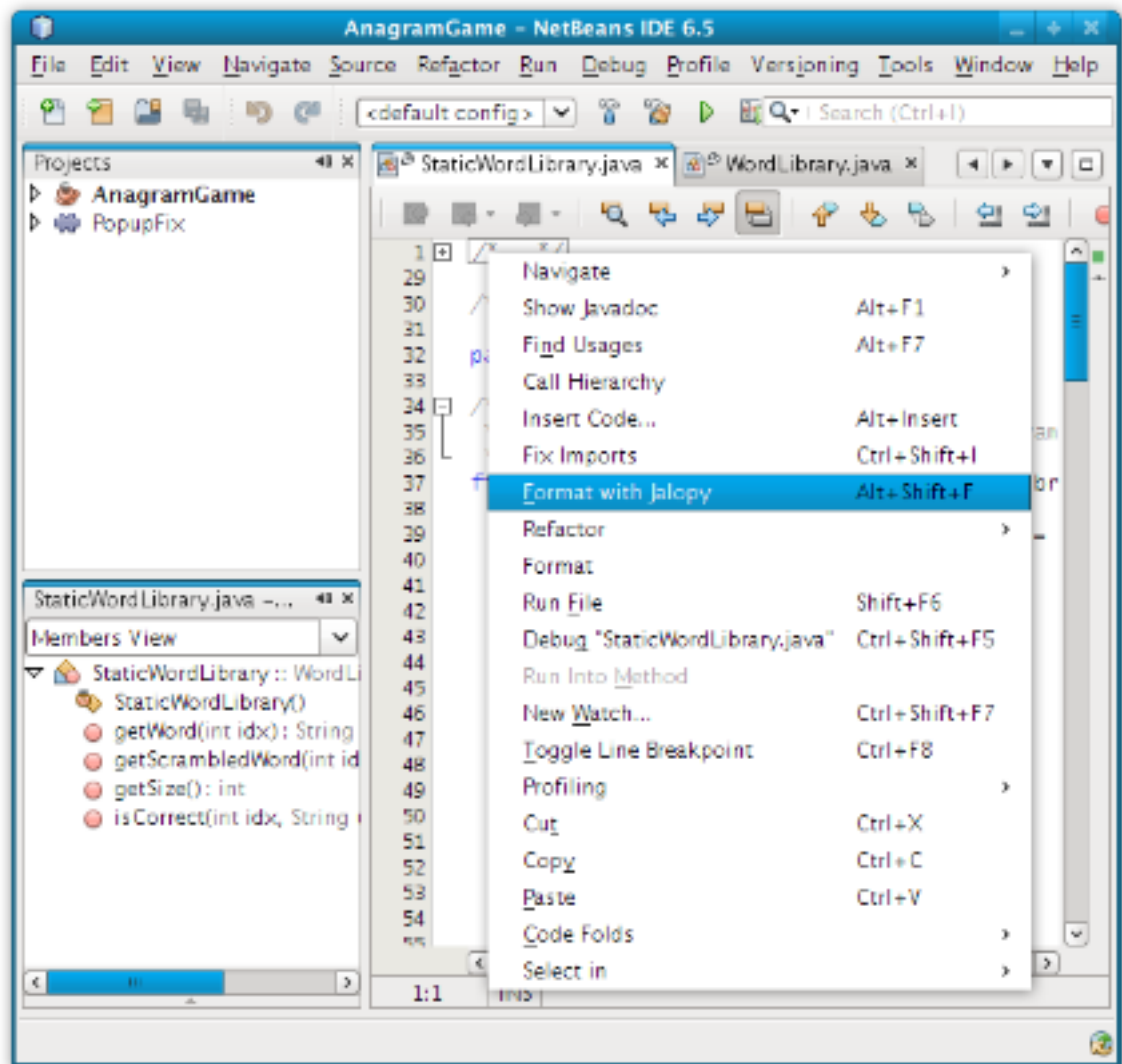 AnagramGame - NetBeans IDE 6.5
File Edit View Navigate Source Refactor Run Debug Profile Versioning Tools Window Help
<default config> Search (Ctrl+I)
Projects
AnagramGame
PopupFix
StaticWordLibrary.java WordLibrary.java
1 /*
29
30 /
31
32
33
34 /
35
36
37
38
39
40
41
42
43
44
45
46
47
48
49
50
51
52
53
54
55
Navigate
Show Javadoc Alt+F1
Find Usages Alt+F7
Call Hierarchy
Insert Code... Alt+Insert
Fix Imports Ctrl+Shift+I
Format with Jalopy Alt+Shift+F
Refactor
Format
Run File Shift+F6
Debug "StaticWordLibrary.java" Ctrl+Shift+F5
Run Into Method
New Watch... Ctrl+Shift+F7
Toggle Line Breakpoint Ctrl+F8
Profiling
Cut Ctrl+X
Copy Ctrl+C
Paste Ctrl+V
Code Folds
Select in
StaticWordLibrary.java -...
Members View
StaticWordLibrary :: WordLi
StaticWordLibrary()
getWord(int idx) : String
getScrambledWord(int id
getSize() : int
isCorrect(int idx, String
1:1 INS